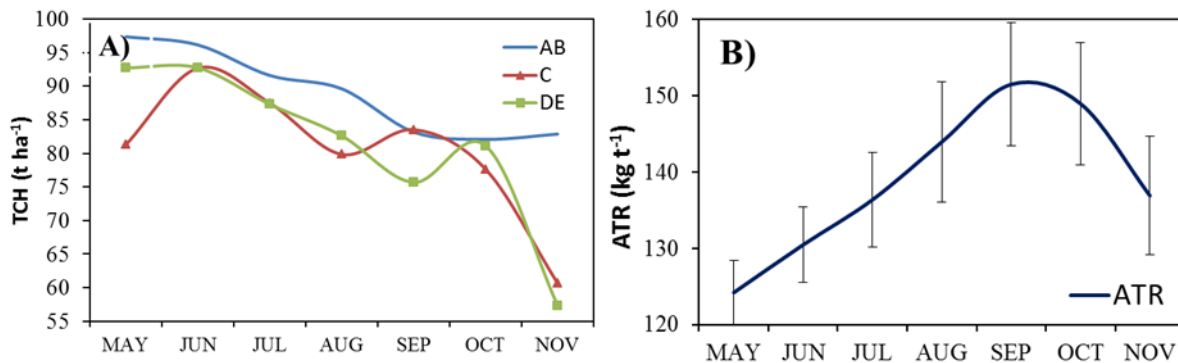 A)
TCH (t ha⁻¹)
100
95
90
85
80
75
70
65
60
55
MAY JUN JUL AUG SEP OCT NOV
AB
C
DE
B)
ATR (kg t⁻¹)
160
150
140
130
120
MAY JUN JUL AUG SEP OCT NOV
ATR